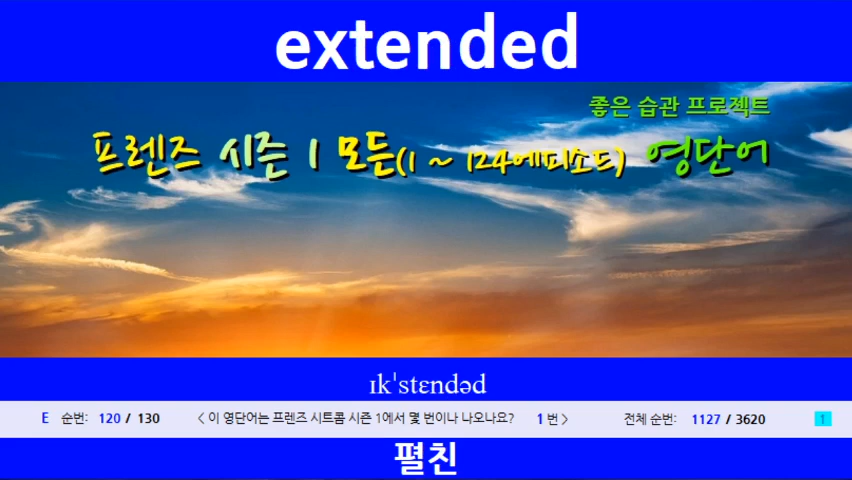 extended
좋은 습관 프로젝트
프렌즈 시즌 1 모든(1 ~ 124에피소드) 영단어
ɪkˈstɛndəd
E 순번: 120 / 130 < 이 영단어는 프렌즈 시트콤 시즌 1에서 몇 번이나 나오나요? 1 번 > 전체 순번: 1127 / 3620 1
펼친